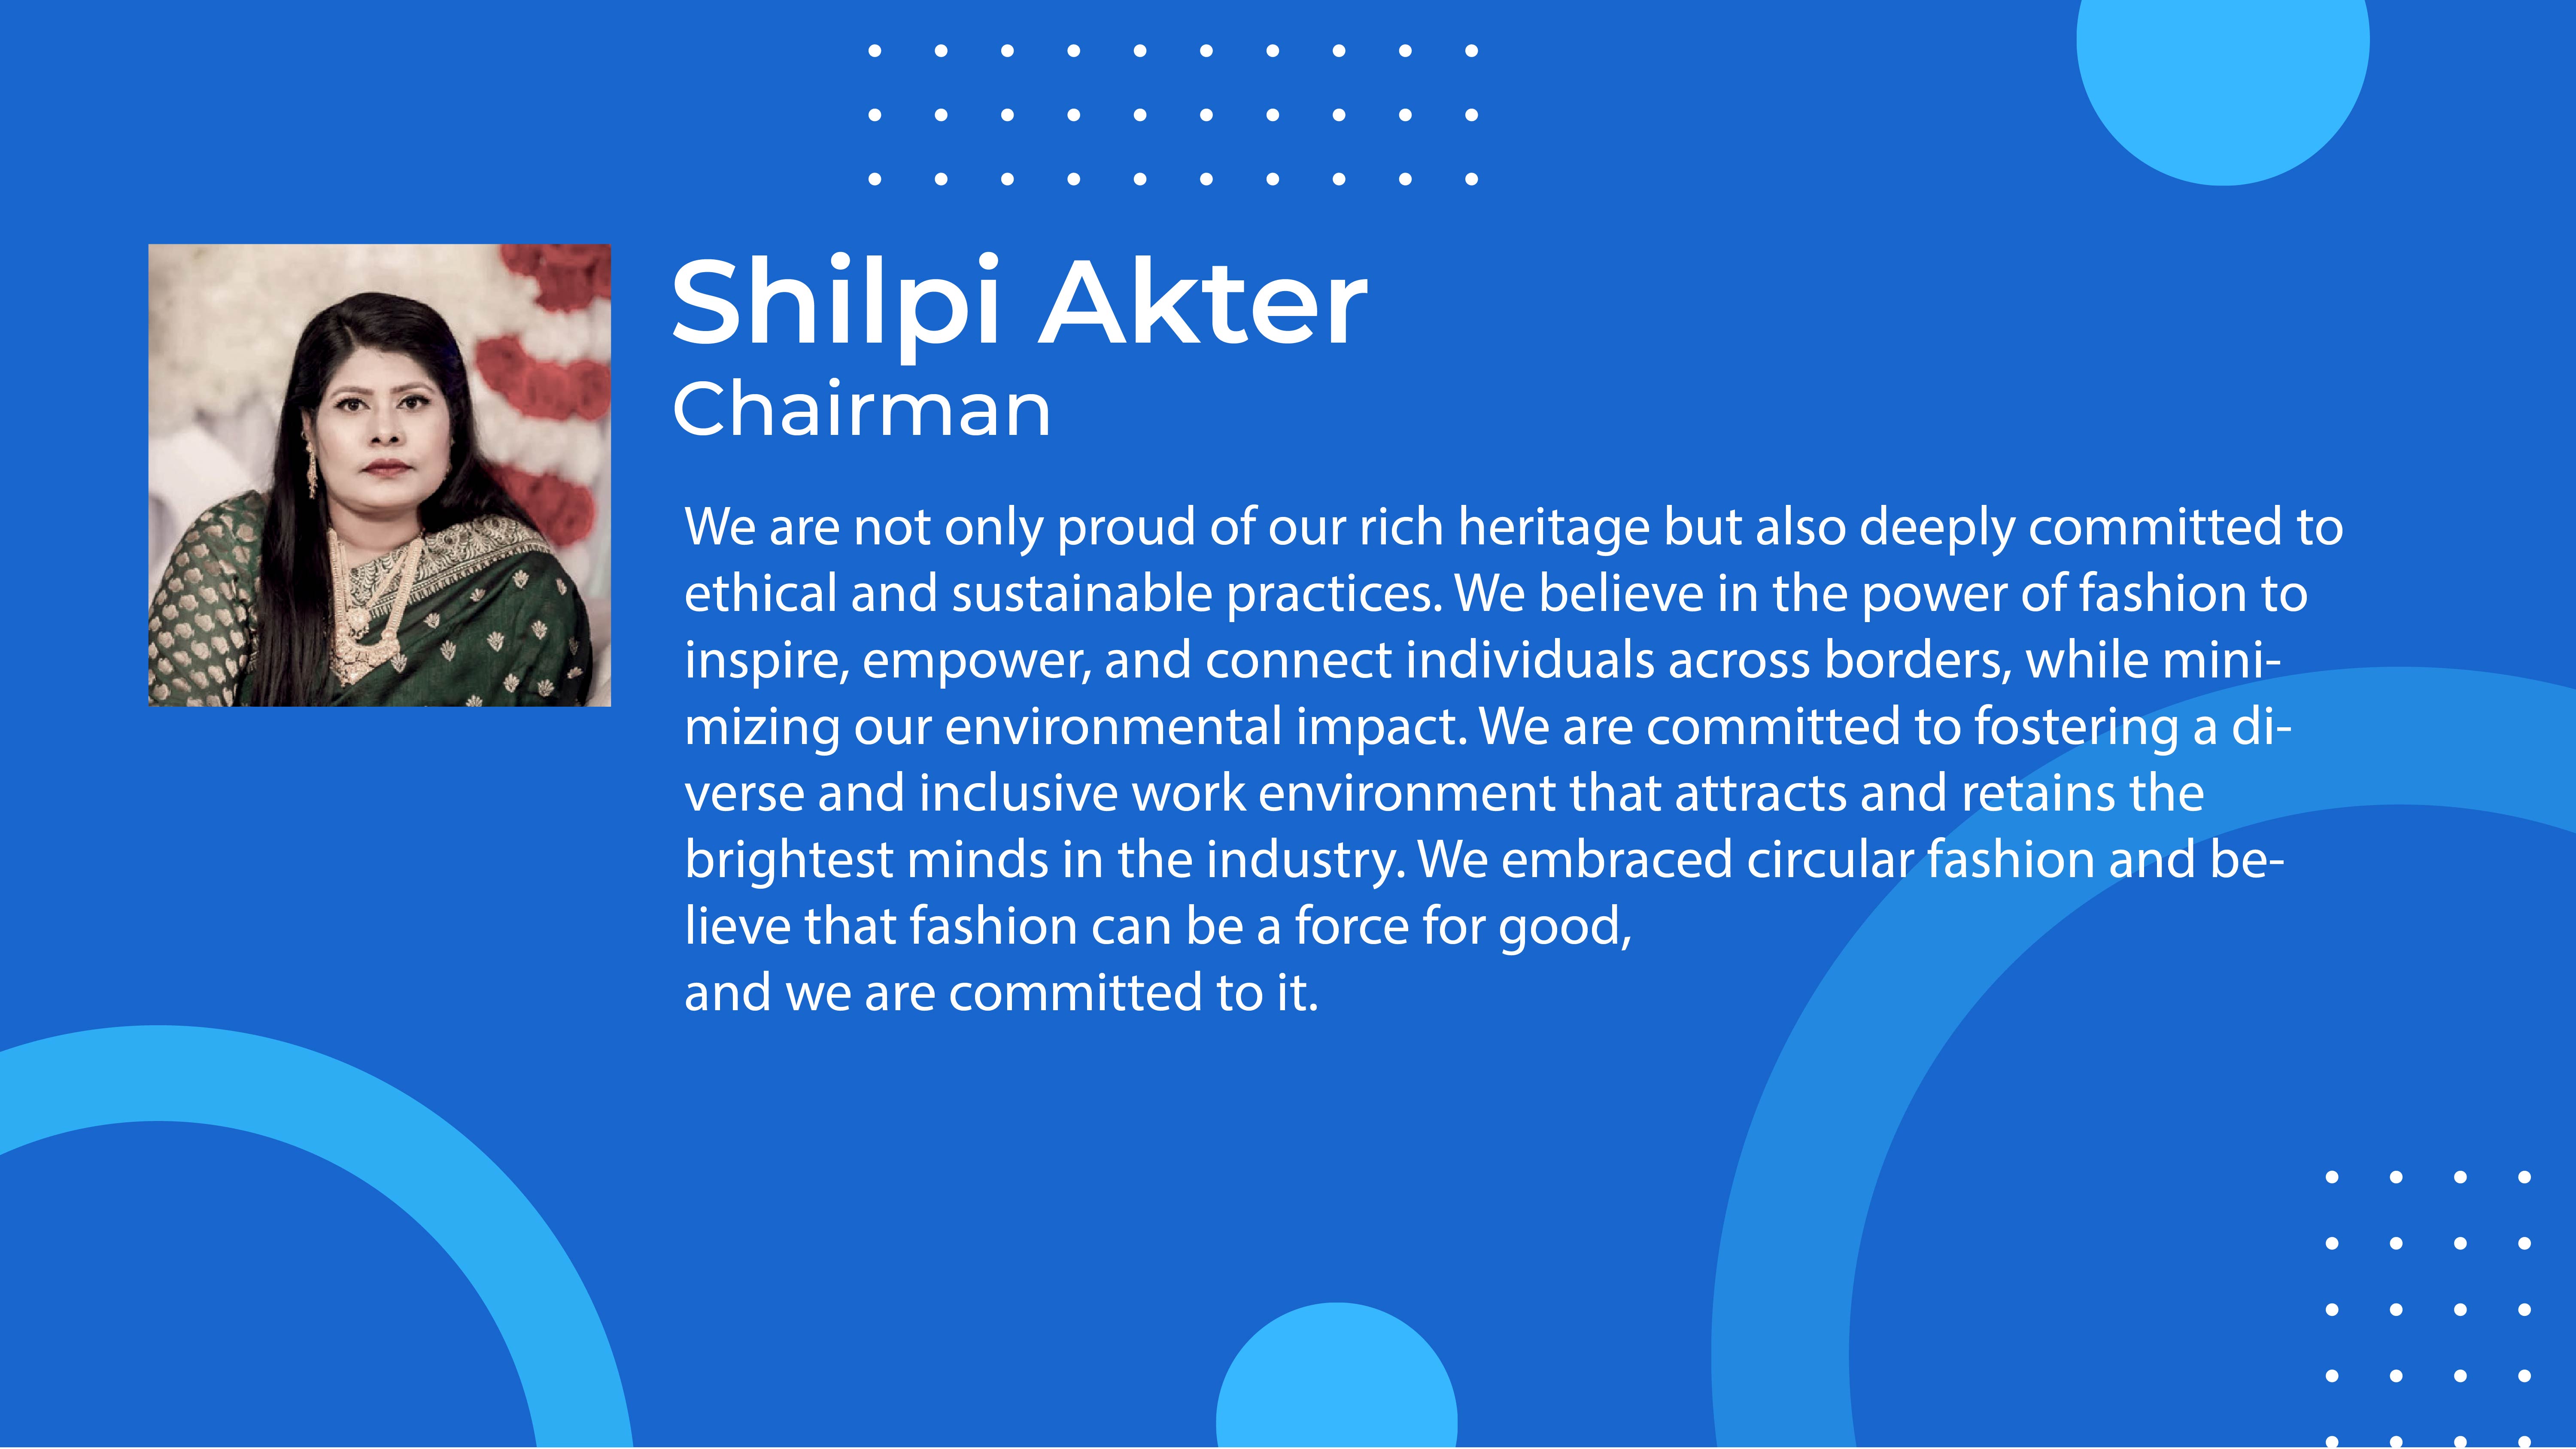 Shilpi Akter
Chairman
We are not only proud of our rich heritage but also deeply committed to
ethical and sustainable practices. We believe in the power of fashion to
inspire, empower, and connect individuals across borders, while mini-
mizing our environmental impact. We are committed to fostering a di-
verse and inclusive work environment that attracts and retains the
brightest minds in the industry. We embraced circular fashion and be-
lieve that fashion can be a force for good,
and we are committed to it.